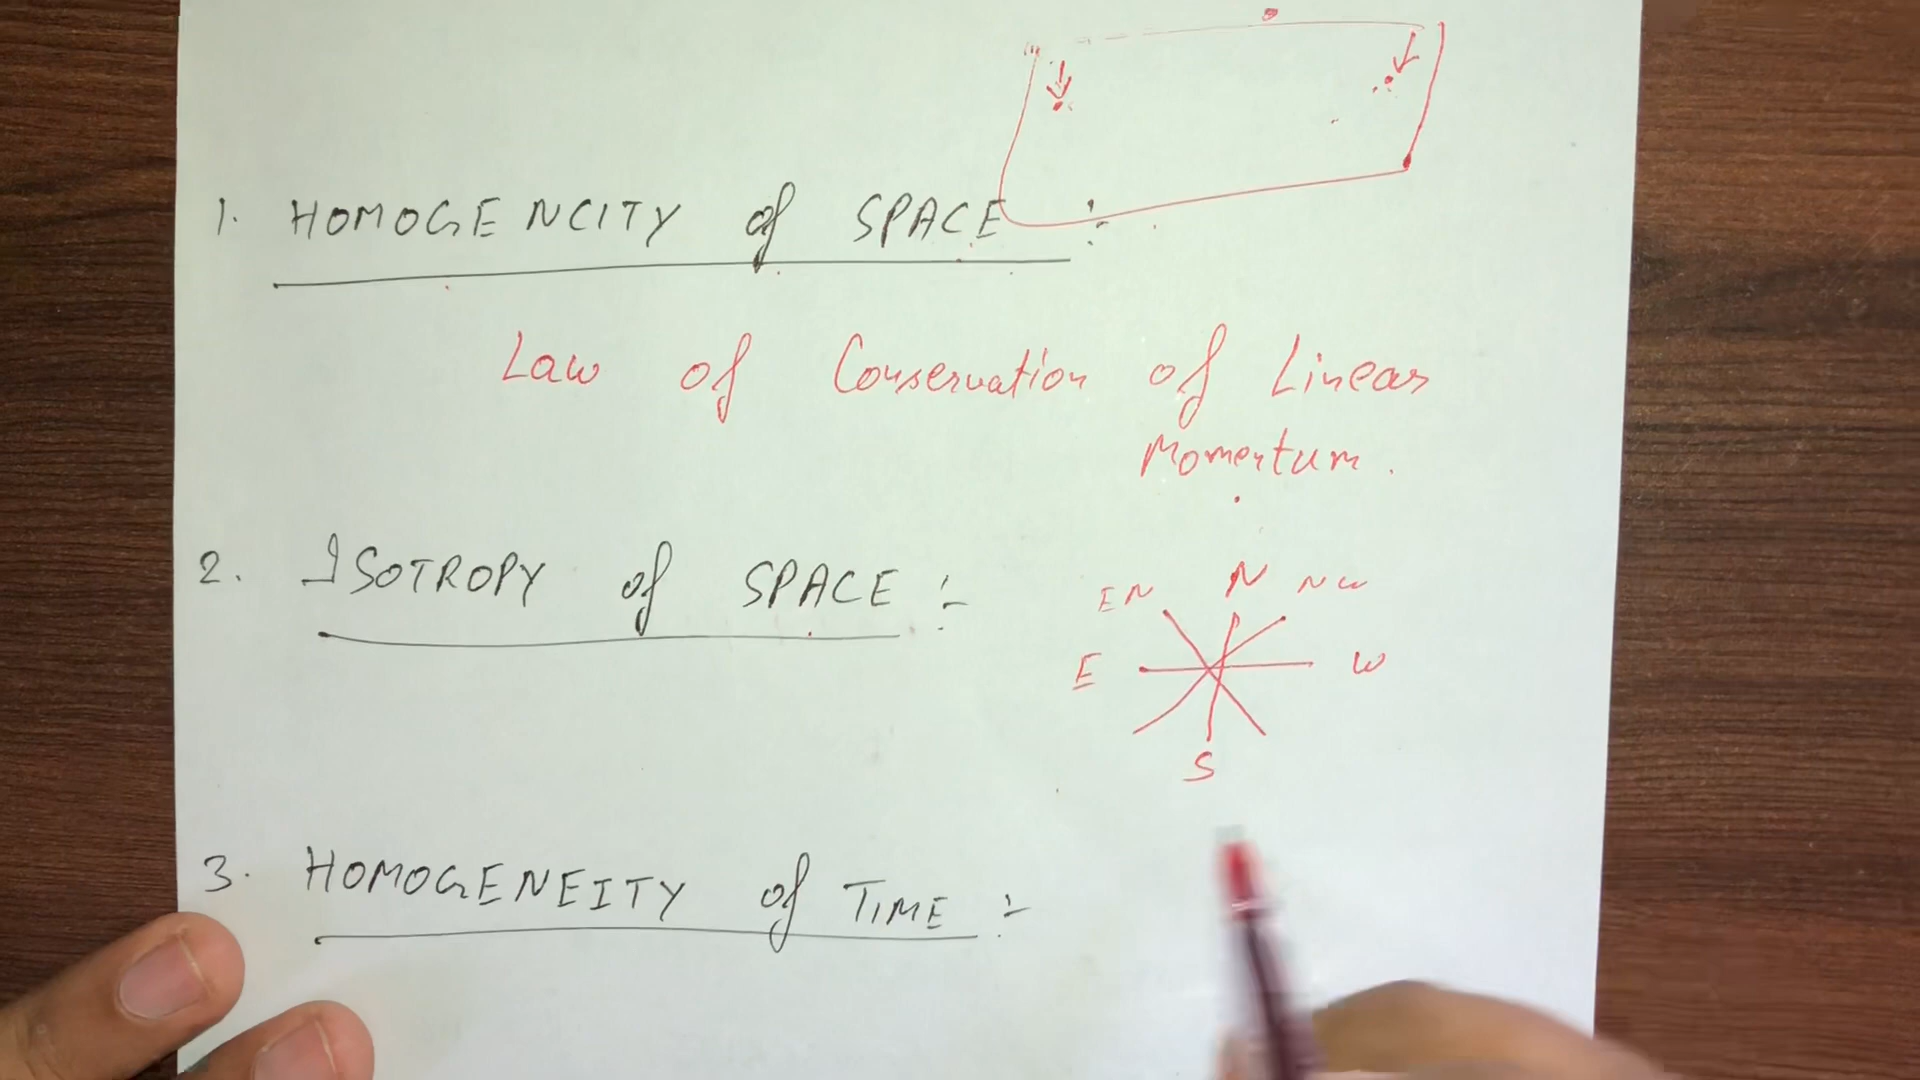 1. HOMOGENCITY of SPACE :-
Law of Conservation of Linear
Momentum.
2. ISOTROPY of SPACE :-
EN N NW
E W
S
3. HOMOGENEITY of TIME :-